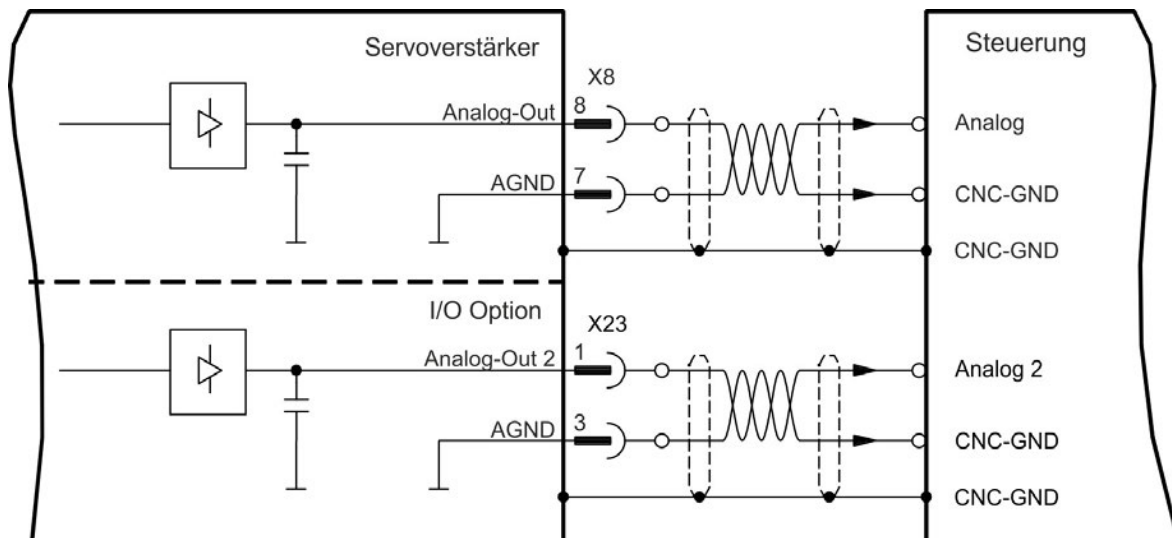 Servoverstärker
Steuerung
X8
Analog-Out
8
Analog
AGND
7
CNC-GND
CNC-GND
I/O Option
X23
Analog-Out 2
1
Analog 2
AGND
3
CNC-GND
CNC-GND